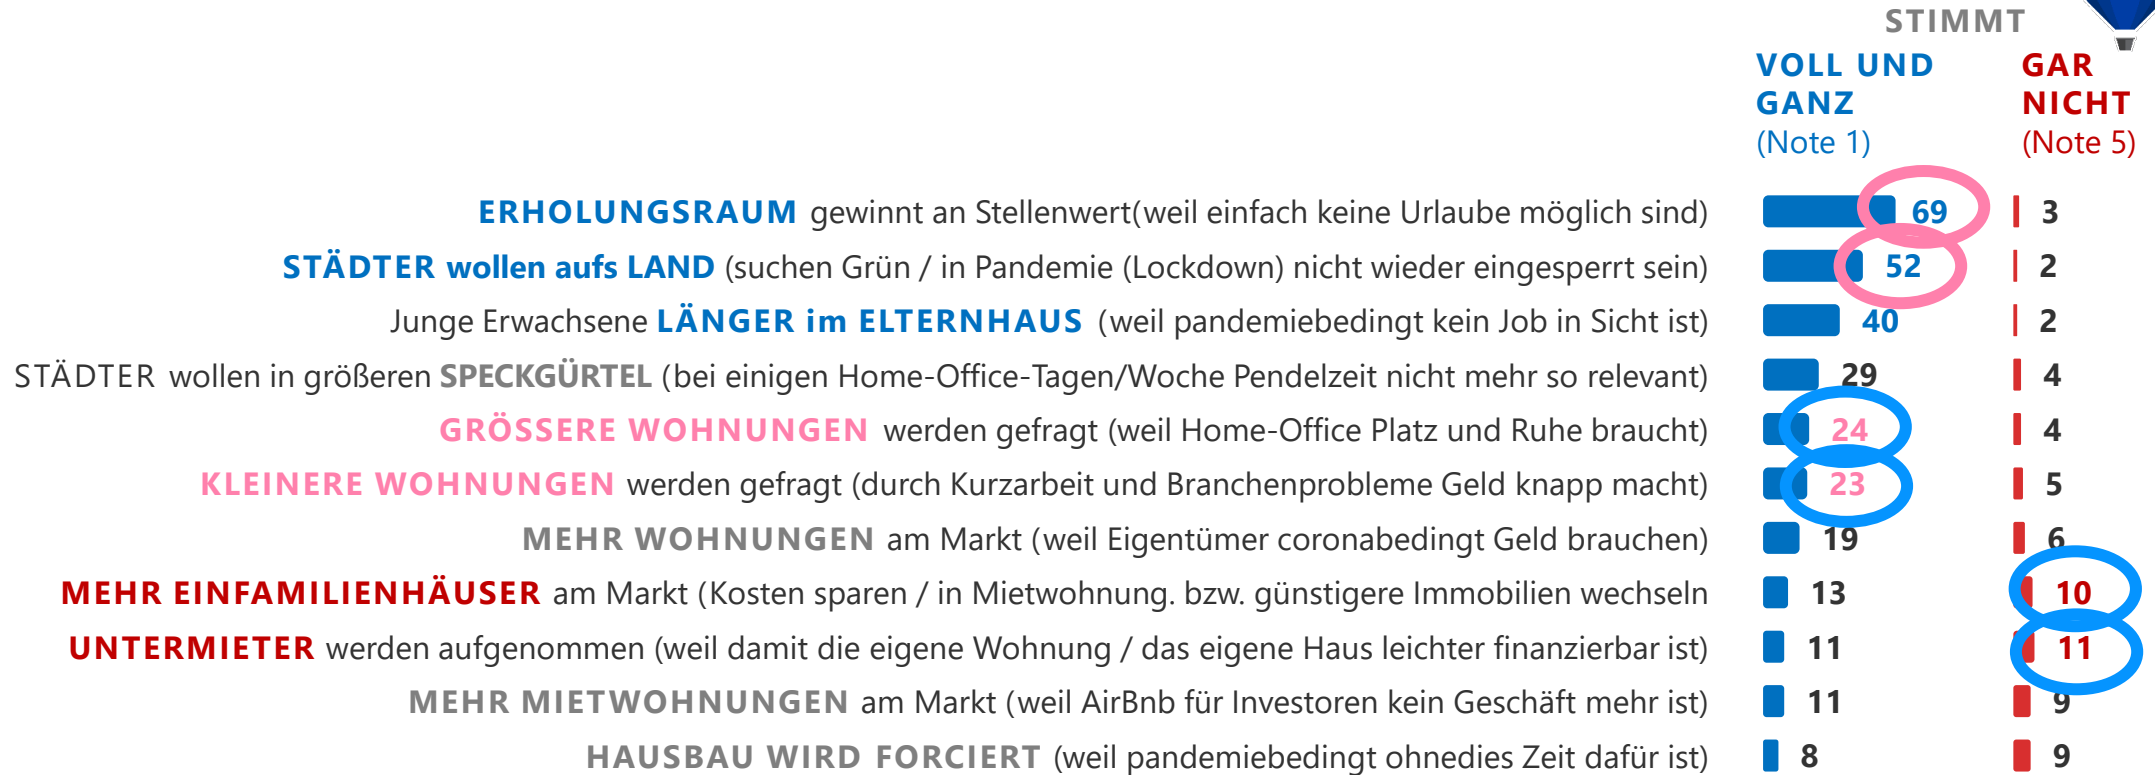 STIMMT
VOLL UND GANZ (Note 1)
GAR NICHT (Note 5)
ERHOLUNGSRAUM gewinnt an Stellenwert(weil einfach keine Urlaube möglich sind) 69 3
STÄDTER wollen aufs LAND (suchen Grün / in Pandemie (Lockdown) nicht wieder eingesperrt sein) 52 2
Junge Erwachsene LÄNGER im ELTERNHAUS (weil pandemiebedingt kein Job in Sicht ist) 40 2
STÄDTER wollen in größeren SPECKGÜRTEL (bei einigen Home-Office-Tagen/Woche Pendelzeit nicht mehr so relevant) 29 4
GRÖSSERE WOHNUNGEN werden gefragt (weil Home-Office Platz und Ruhe braucht) 24 4
KLEINERE WOHNUNGEN werden gefragt (durch Kurzarbeit und Branchenprobleme Geld knapp macht) 23 5
MEHR WOHNUNGEN am Markt (weil Eigentümer coronabedingt Geld brauchen) 19 6
MEHR EINFAMILIENHÄUSER am Markt (Kosten sparen / in Mietwohnung. bzw. günstigere Immobilien wechseln 13 10
UNTERMIETER werden aufgenommen (weil damit die eigene Wohnung / das eigene Haus leichter finanzierbar ist) 11 11
MEHR MIETWOHNUNGEN am Markt (weil AirBnb für Investoren kein Geschäft mehr ist) 11 9
HAUSBAU WIRD FORCIERT (weil pandemiebedingt ohnedies Zeit dafür ist) 8 9